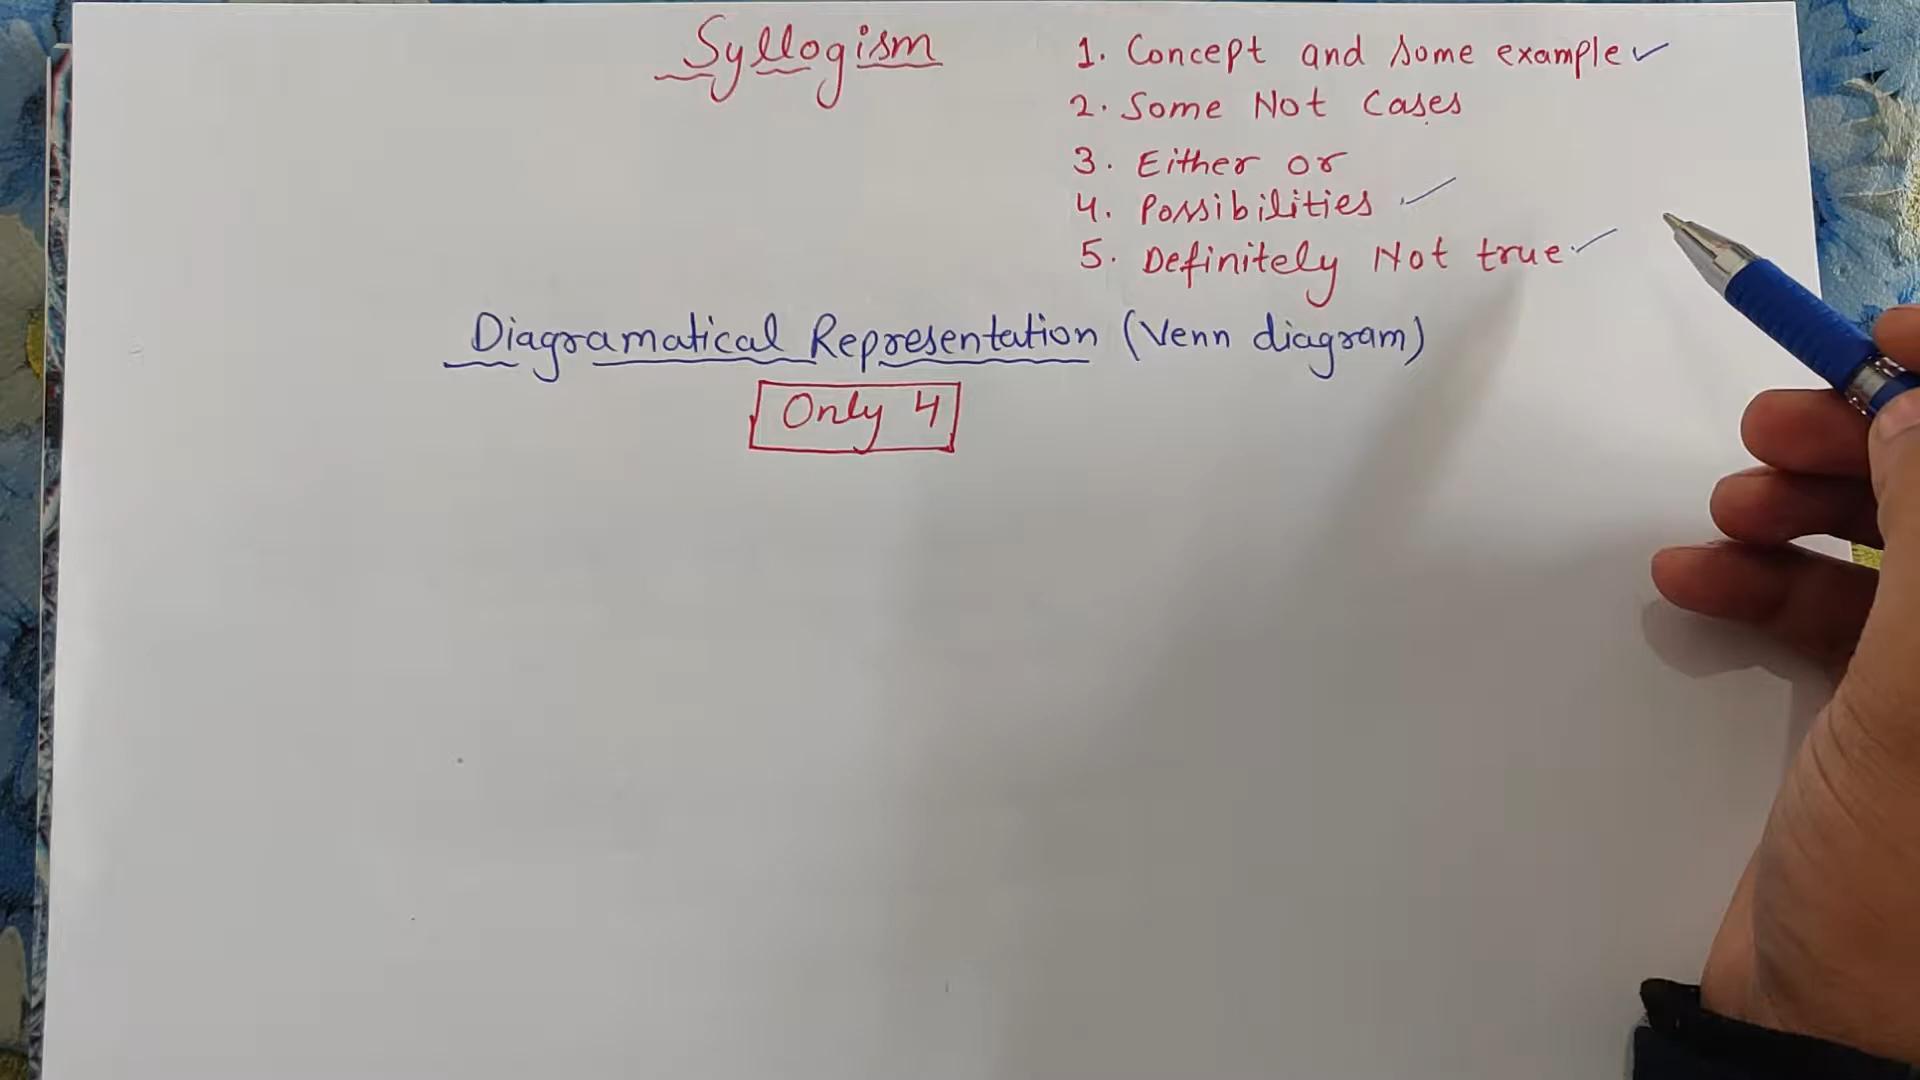 Syllogism
1. Concept and some example
2. Some Not Cases
3. Either or
4. Possibilities
5. Definitely Not true
Diagramatical Representation (Venn diagram)
Only 4